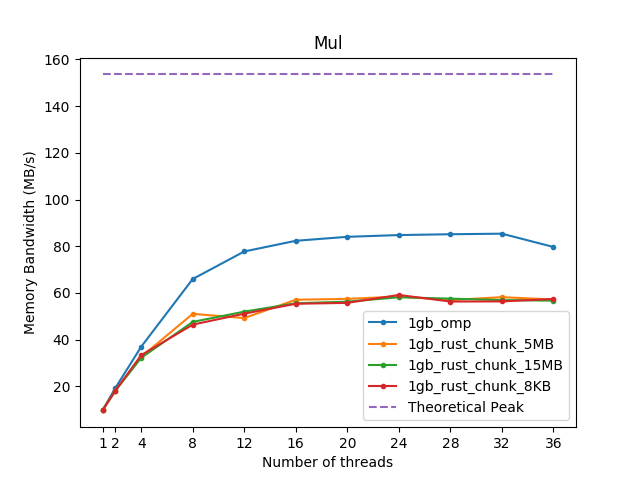 Mul
Memory Bandwidth (MB/s)
160
140
120
100
80
60
40
20
1 2 4 8 12 16 20 24 28 32 36
Number of threads
1gb_omp
1gb_rust_chunk_5MB
1gb_rust_chunk_15MB
1gb_rust_chunk_8KB
Theoretical Peak